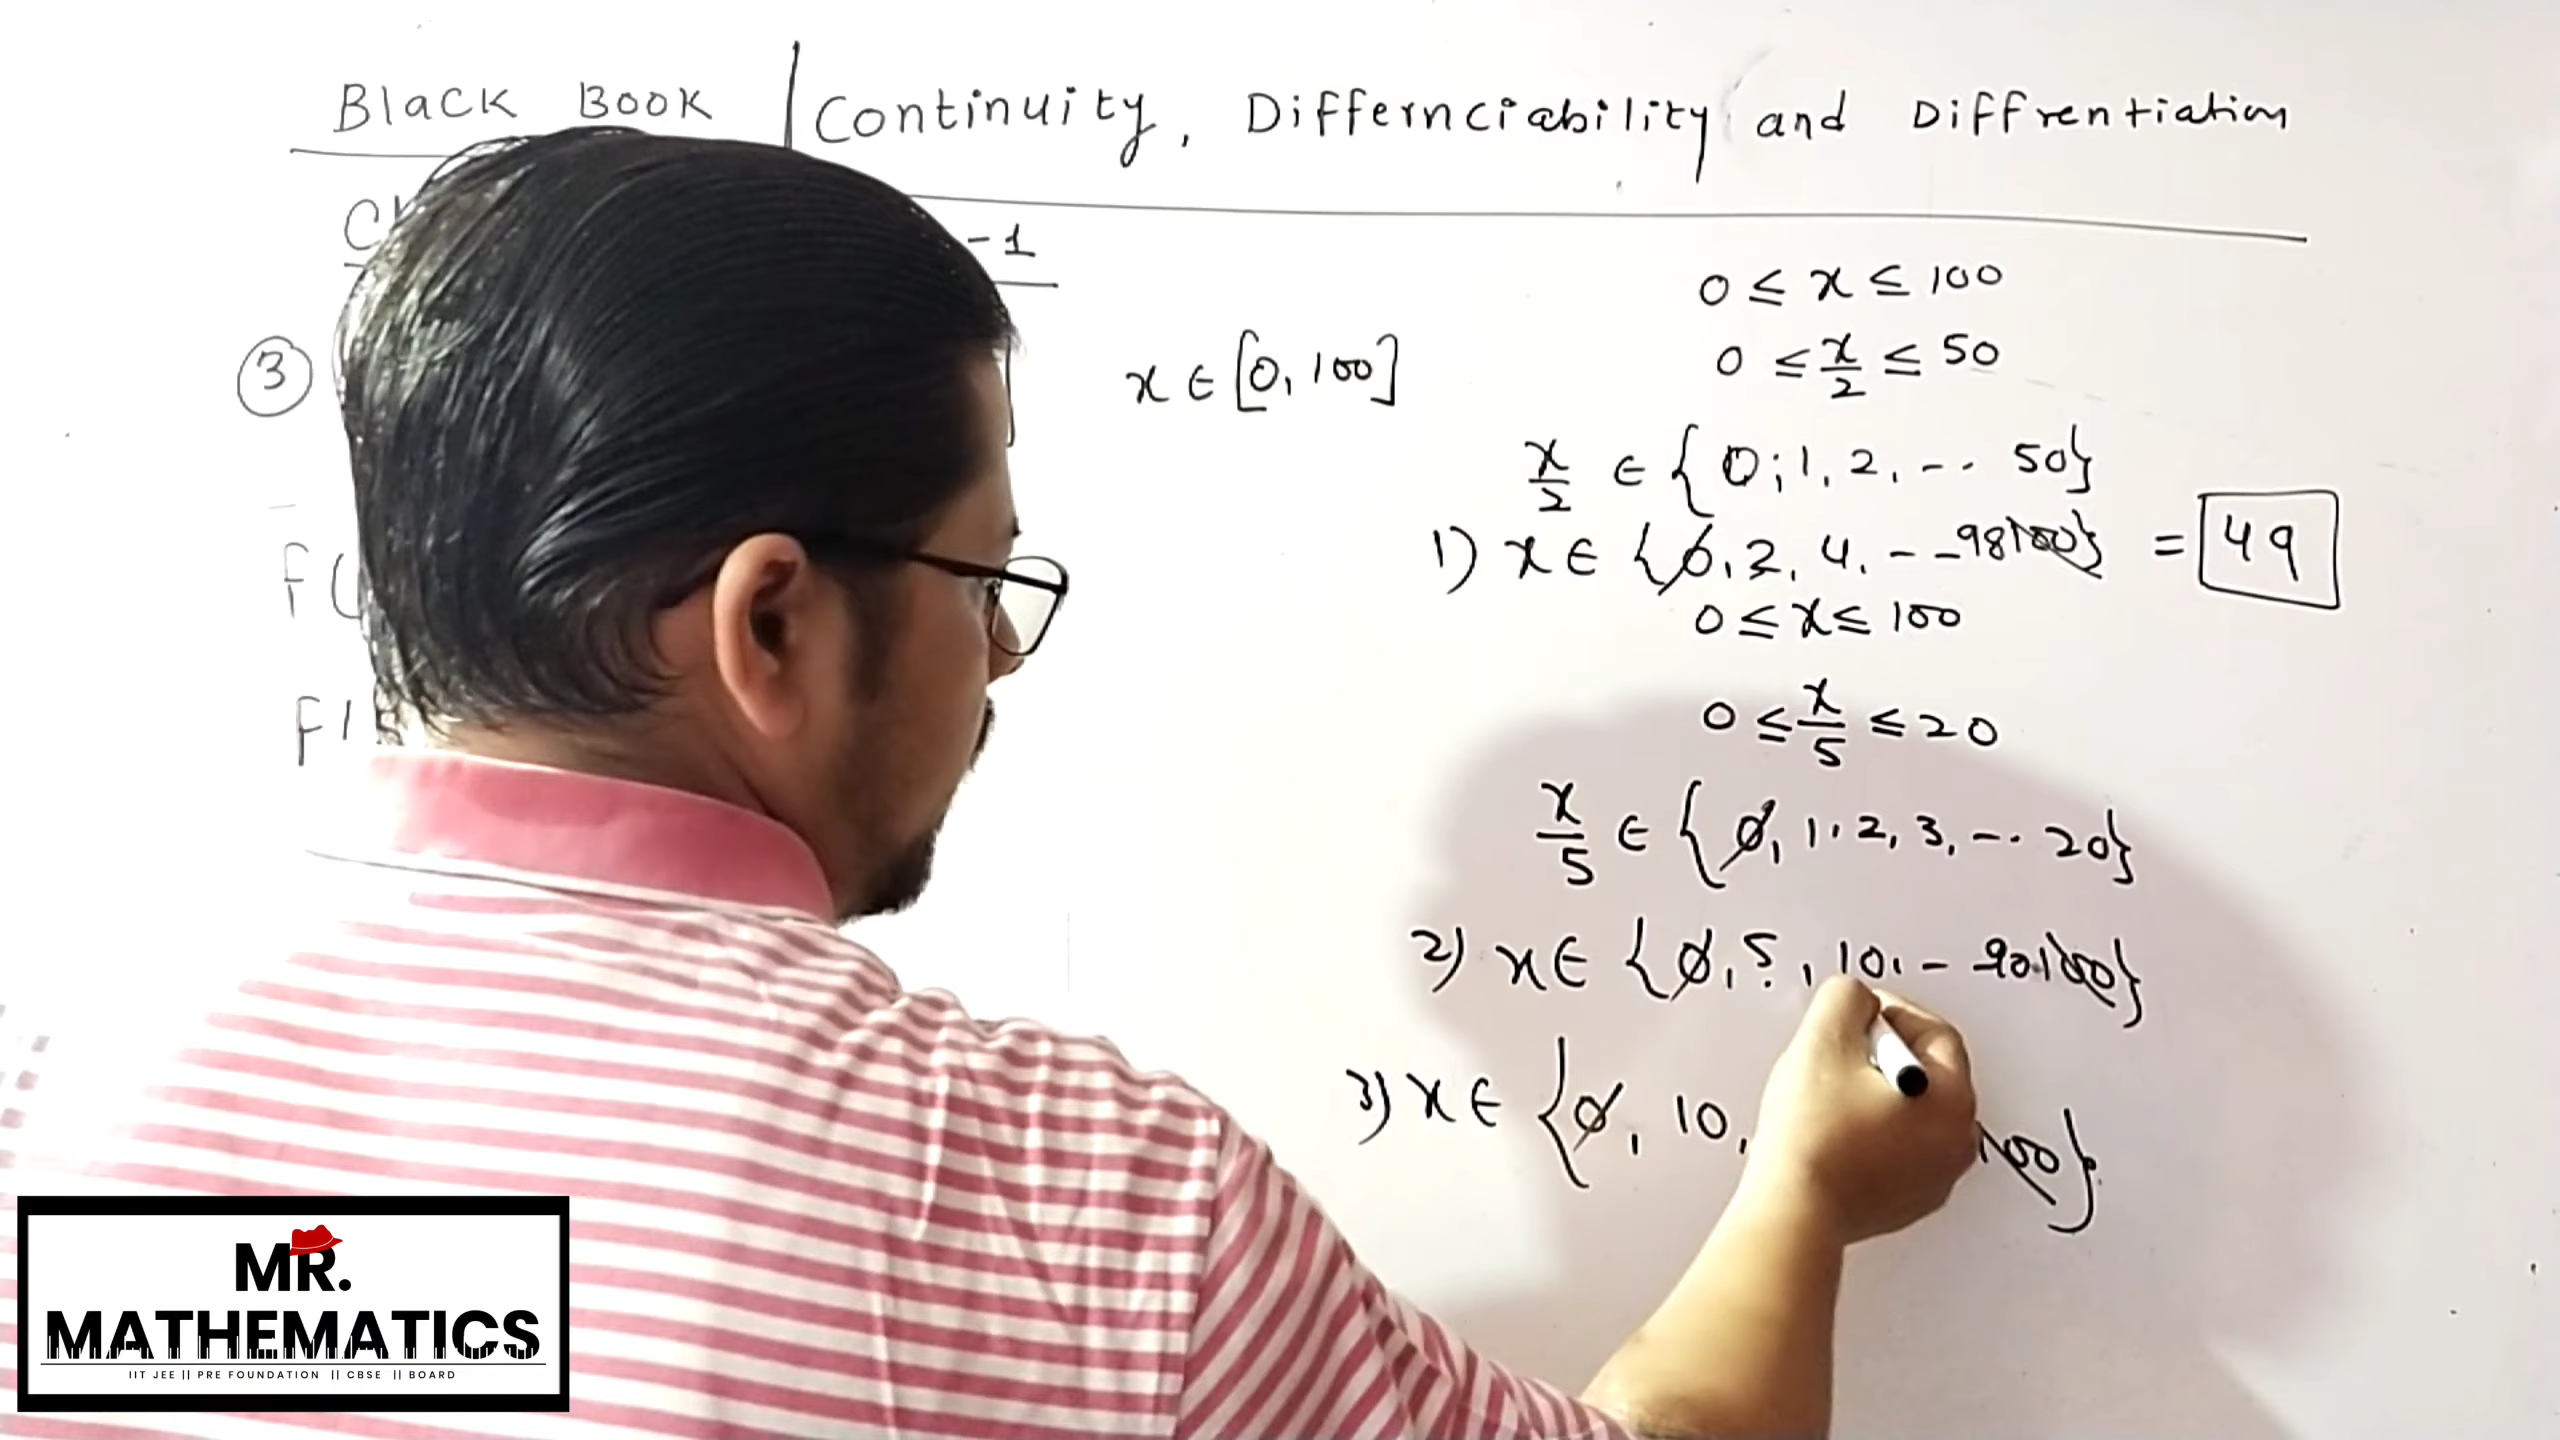 Black Book | Continuity, Differnciability and Diffrentiation
-1
3
x ∈ [0, 100]
0 ≤ x ≤ 100
0 ≤ x/2 ≤ 50
x/2 ∈ {0, 1, 2, -- 50}
1) x ∈ {0, 2, 4, -- 98 100} = 49
0 ≤ x ≤ 100
0 ≤ x/5 ≤ 20
x/5 ∈ {0, 1, 2, 3, -- 20}
2) x ∈ {0, 5, 10, - 90, 100}
3) x ∈ {0, 10, 100}
MR.
MATHEMATICS
IIT JEE || PRE FOUNDATION || CBSE || BOARD